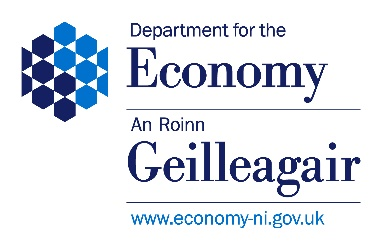 Department for the
Economy
An Roinn
Geilleagair
www.economy-ni.gov.uk